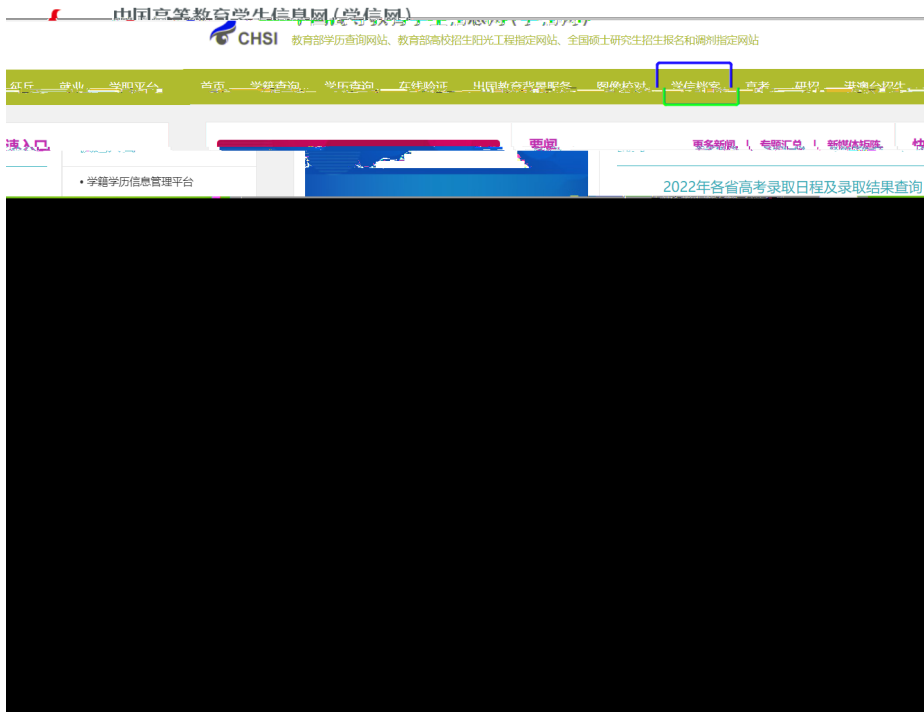 中国高等教育学生信息网(学信网)
CHSI 教育部学历查询网站、教育部高校招生阳光工程指定网站、全国硕士研究生招生报名和调剂指定网站
征兵 就业 学职平台 首页 学籍查询 学历查询 在线验证 出国教育背景服务 图像校对 学信档案 高考 研招 港澳台招生
速入口 要闻 更多新闻 | 专题汇总 | 新媒体矩阵 快
• 学籍学历信息管理平台
2022年各省高考录取日程及录取结果查询